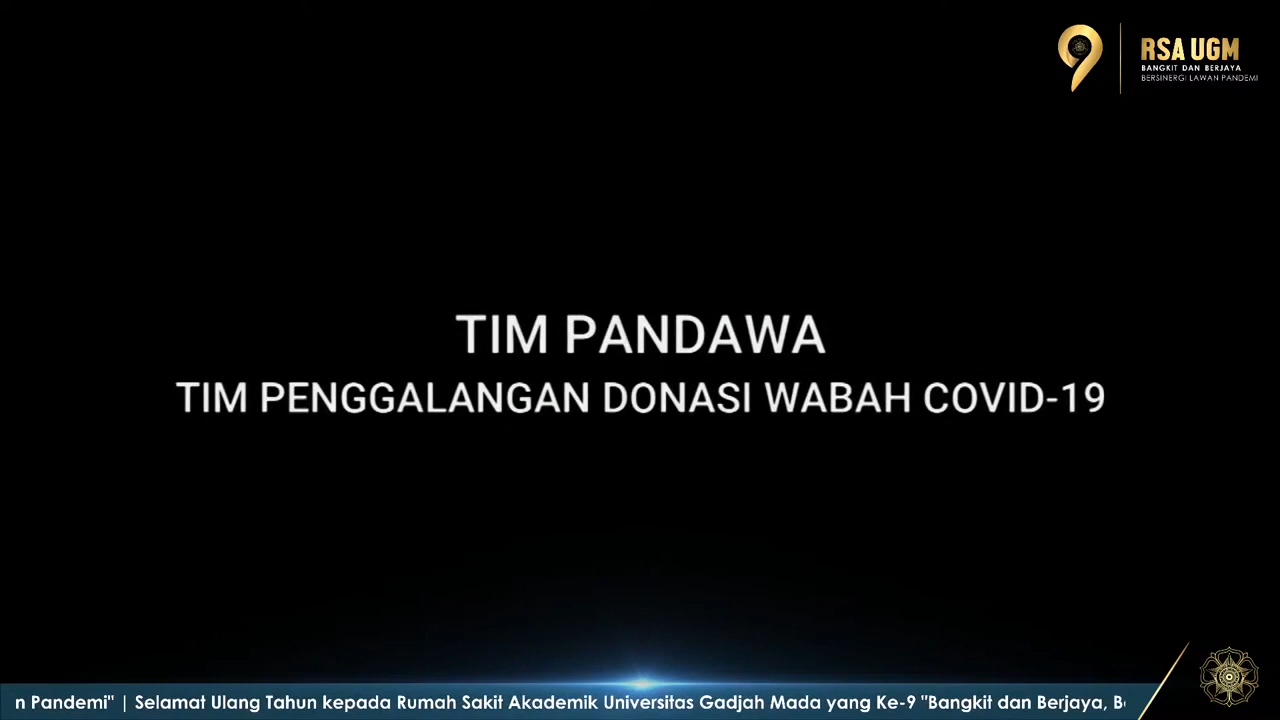 9
RSA UGM
BANGKIT DAN BERJAYA
BERSINERGI LAWAN PANDEMI
TIM PANDAWA
TIM PENGGALANGAN DONASI WABAH COVID-19
n Pandemi" | Selamat Ulang Tahun kepada Rumah Sakit Akademik Universitas Gadjah Mada yang Ke-9 "Bangkit dan Berjaya,